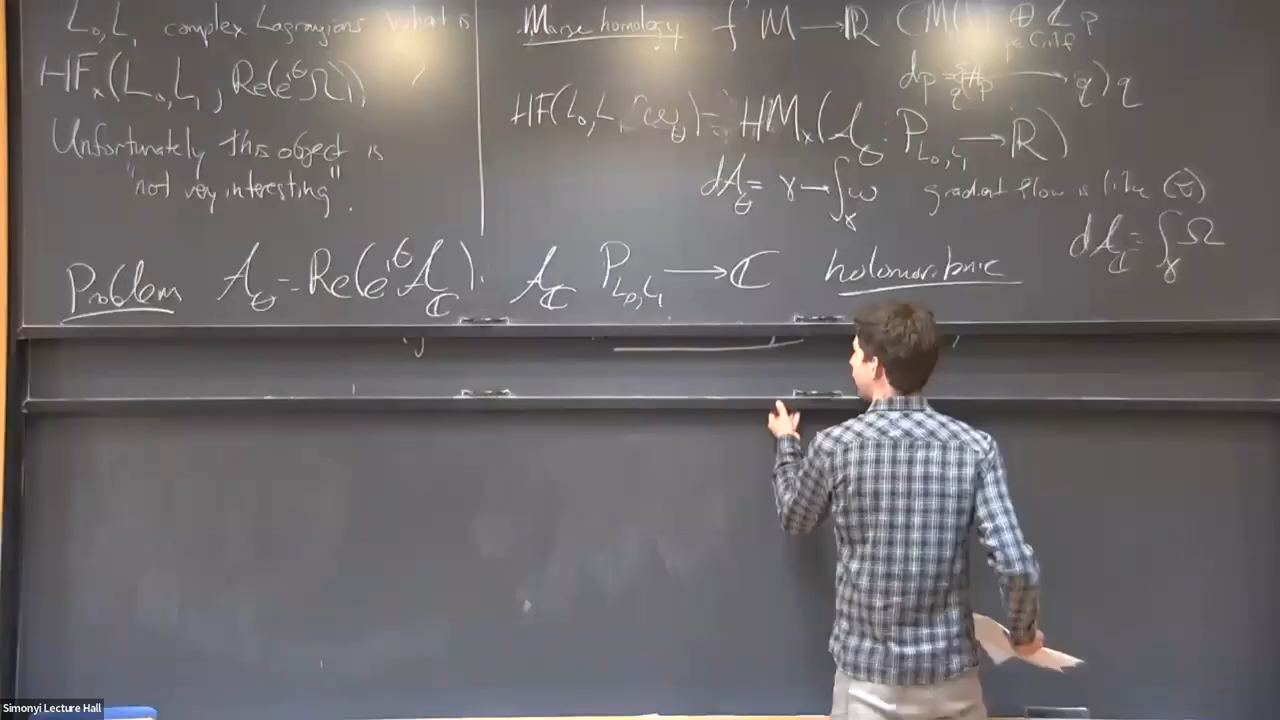 L₀, L₁ complex Lagrangians What is
HF_*(L₀, L₁, Re(e^{iθ}Ω)) ?
Unfortunately this object is
"not very interesting".
Morse homology f M → ℝ CM(f) ⊕_{p∈Crit f} ℤ p
dp = Σ_q #(p → q) q
HF(L₀, L₁, ω_θ) = HM_*(A_θ : P_{L₀,L₁} → ℝ)
dA_θ = γ → ∫_γ ω gradient flow is like
dA_ℂ = ∫_γ Ω
Problem A_θ = Re(e^{iθ} A_ℂ). A_ℂ P_{L₀,L₁} → ℂ holomorphic
Simonyi Lecture Hall